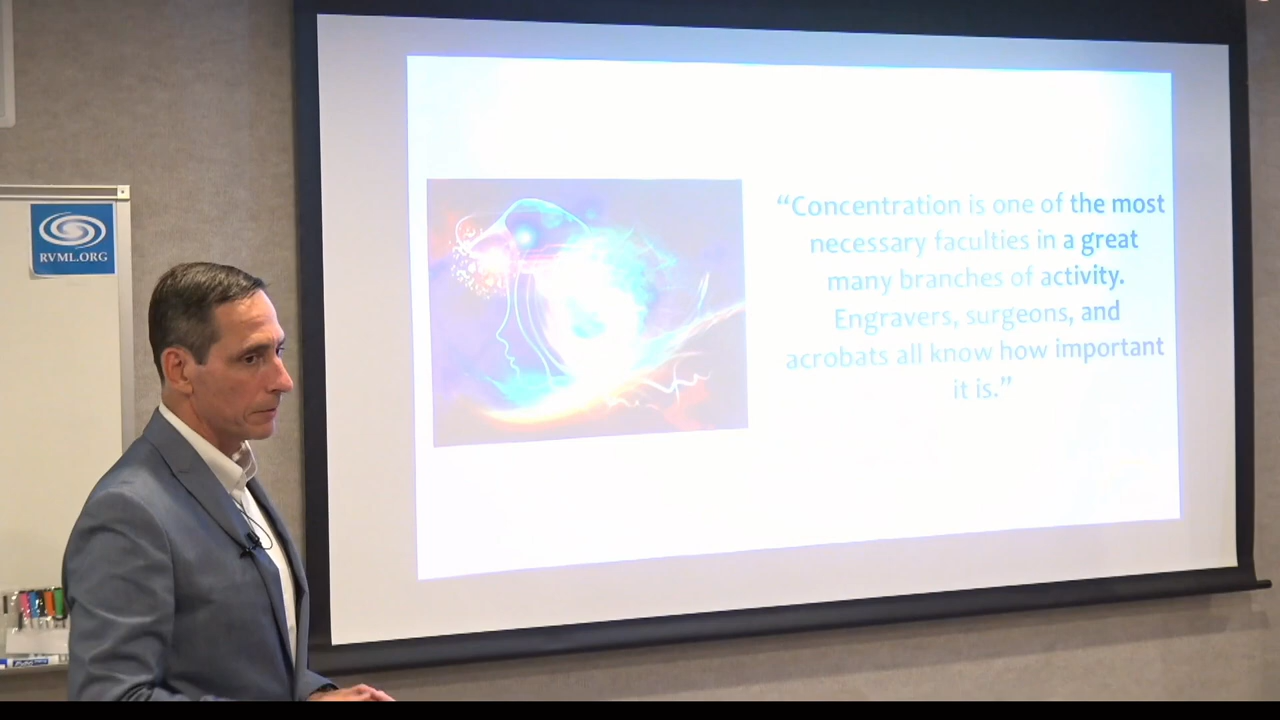 RVML.ORG
“Concentration is one of the most
necessary faculties in a great
many branches of activity.
Engravers, surgeons, and
acrobats all know how important
it is.”